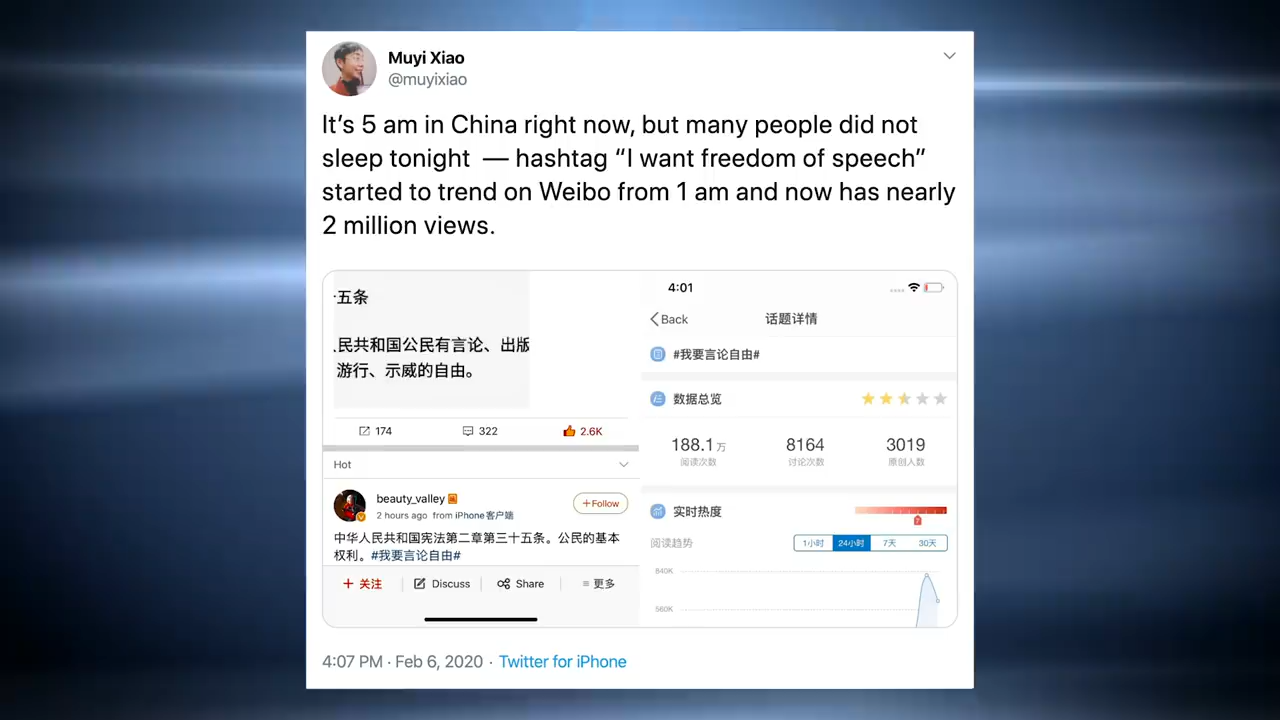 Muyi Xiao
@muyixiao
It’s 5 am in China right now, but many people did not
sleep tonight — hashtag “I want freedom of speech”
started to trend on Weibo from 1 am and now has nearly
2 million views.
十五条
人民共和国公民有言论、出版
游行、示威的自由。
174 322 2.6K
Hot
beauty_valley
+Follow
2 hours ago from iPhone客户端
中华人民共和国宪法第二章第三十五条。公民的基本
权利。#我要言论自由#
+ 关注 Discuss Share ≡ 更多
4:01
Back 话题详情
#我要言论自由#
数据总览
188.1万 8164 3019
阅读次数 讨论次数 原创人数
实时热度
阅读趋势 1小时 24小时 7天 30天
840K
560K
4:07 PM · Feb 6, 2020 · Twitter for iPhone